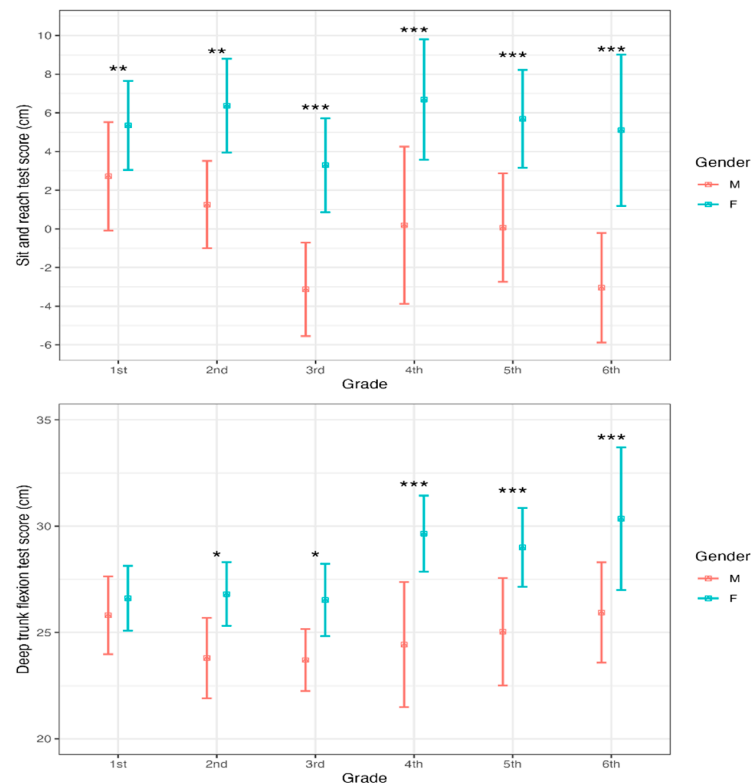 Sit and reach test score (cm)
10
8
6
4
2
0
-2
-4
-6
** ** *** *** *** ***
1st 2nd 3rd 4th 5th 6th
Grade
Gender
M
F
Deep trunk flexion test score (cm)
35
30
25
20
* * *** *** ***
1st 2nd 3rd 4th 5th 6th
Grade
Gender
M
F